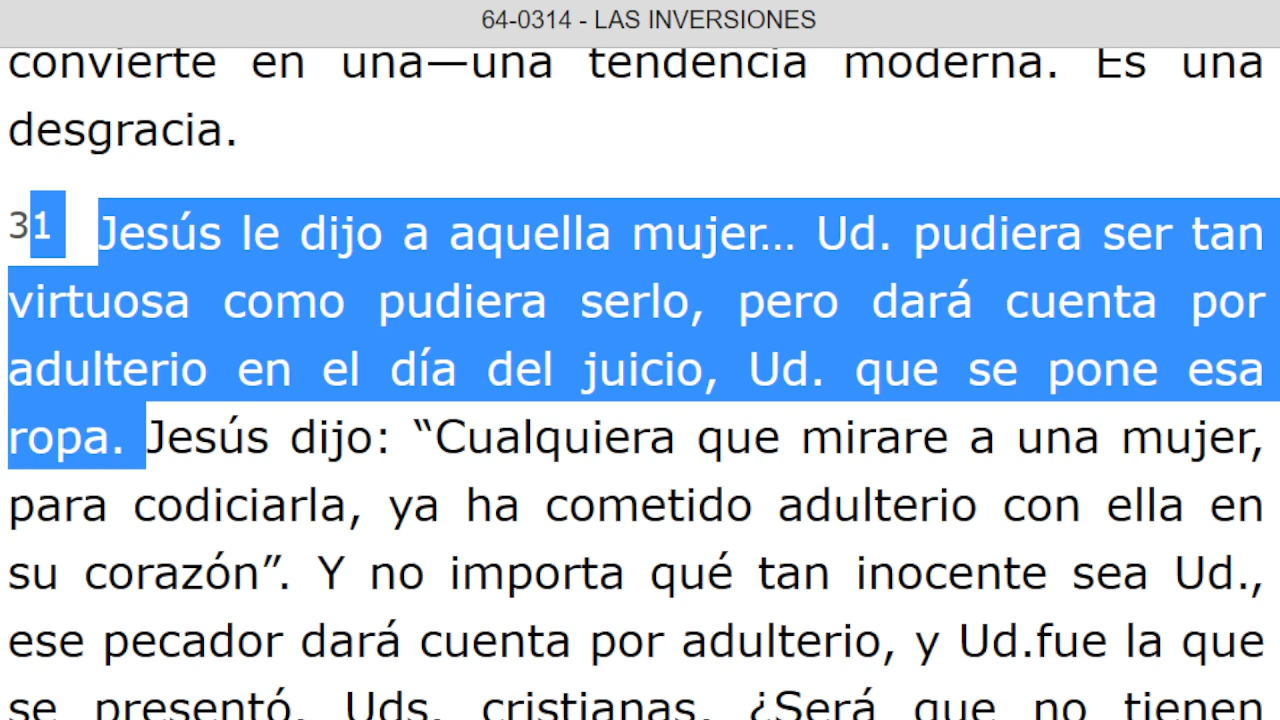 64-0314 - LAS INVERSIONES
convierte en una—una tendencia moderna. Es una
desgracia.
31 Jesús le dijo a aquella mujer... Ud. pudiera ser tan
virtuosa como pudiera serlo, pero dará cuenta por
adulterio en el día del juicio, Ud. que se pone esa
ropa. Jesús dijo: “Cualquiera que mirare a una mujer,
para codiciarla, ya ha cometido adulterio con ella en
su corazón”. Y no importa qué tan inocente sea Ud.,
ese pecador dará cuenta por adulterio, y Ud.fue la que
se presentó. Uds. cristianas, ¿Será que no tienen